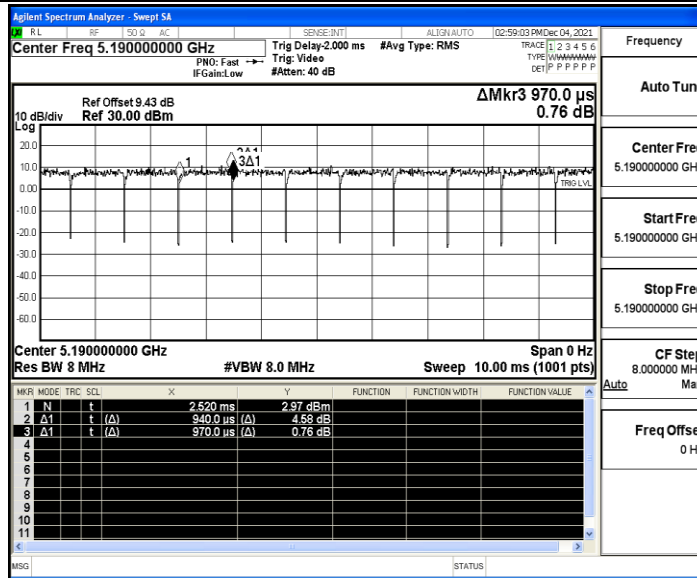 Agilent Spectrum Analyzer - Swept SA
RL RF 50 Ω AC SENSE:INT ALIGN AUTO 02:59:03 PM Dec 04, 2021
Center Freq 5.190000000 GHz
PNO: Fast
IFGain:Low
Trig Delay-2.000 ms
Trig: Video
#Atten: 40 dB
#Avg Type: RMS
TRACE 1 2 3 4 5 6
TYPE WWWWWW
DET P P P P P P
ΔMkr3 970.0 µs
0.76 dB
Ref Offset 9.43 dB
10 dB/div Ref 30.00 dBm
Log
20.0
10.0
0.00
-10.0
-20.0
-30.0
-40.0
-50.0
-60.0
1
3Δ1
TRIG LVL
Center 5.190000000 GHz Span 0 Hz
Res BW 8 MHz #VBW 8.0 MHz Sweep 10.00 ms (1001 pts)
MKR MODE TRC SCL X Y FUNCTION FUNCTION WIDTH FUNCTION VALUE
1 N t 2.520 ms 2.97 dBm
2 Δ1 t (Δ) 940.0 µs (Δ) 4.58 dB
3 Δ1 t (Δ) 970.0 µs (Δ) 0.76 dB
4
5
6
7
8
9
10
11
MSG STATUS
Frequency
Auto Tun
Center Fre
5.190000000 GH
Start Fre
5.190000000 GH
Stop Fre
5.190000000 GH
CF Step
8.000000 MH
Auto Ma
Freq Offse
0 H